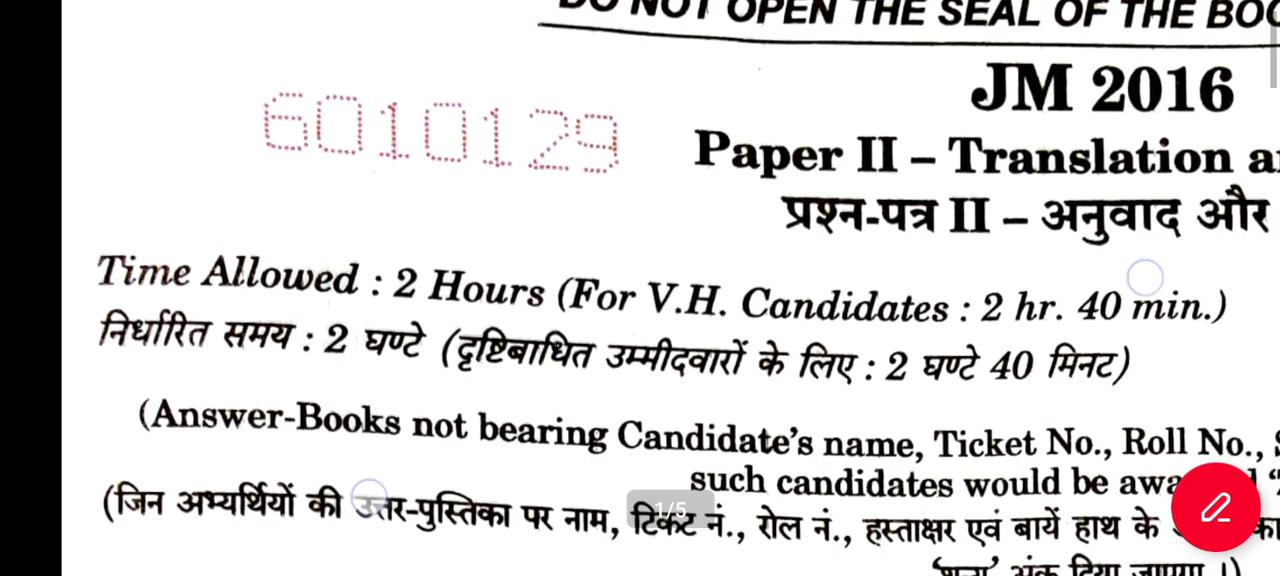 DO NOT OPEN THE SEAL OF THE
JM 2016
6010129
Paper II – Translation
प्रश्न-पत्र II – अनुवाद और
Time Allowed : 2 Hours (For V.H. Candidates : 2 hr. 40 min.)
निर्धारित समय : 2 घण्टे (दृष्टिबाधित उम्मीदवारों के लिए : 2 घण्टे 40 मिनट)
(Answer-Books not bearing Candidate's name, Ticket No., Roll No.,
such candidates would be
(जिन अभ्यर्थियों की उत्तर-पुस्तिका पर नाम, टिकट नं., रोल नं., हस्ताक्षर एवं बायें हाथ के
1/5
अंक दिया जाएगा ।)